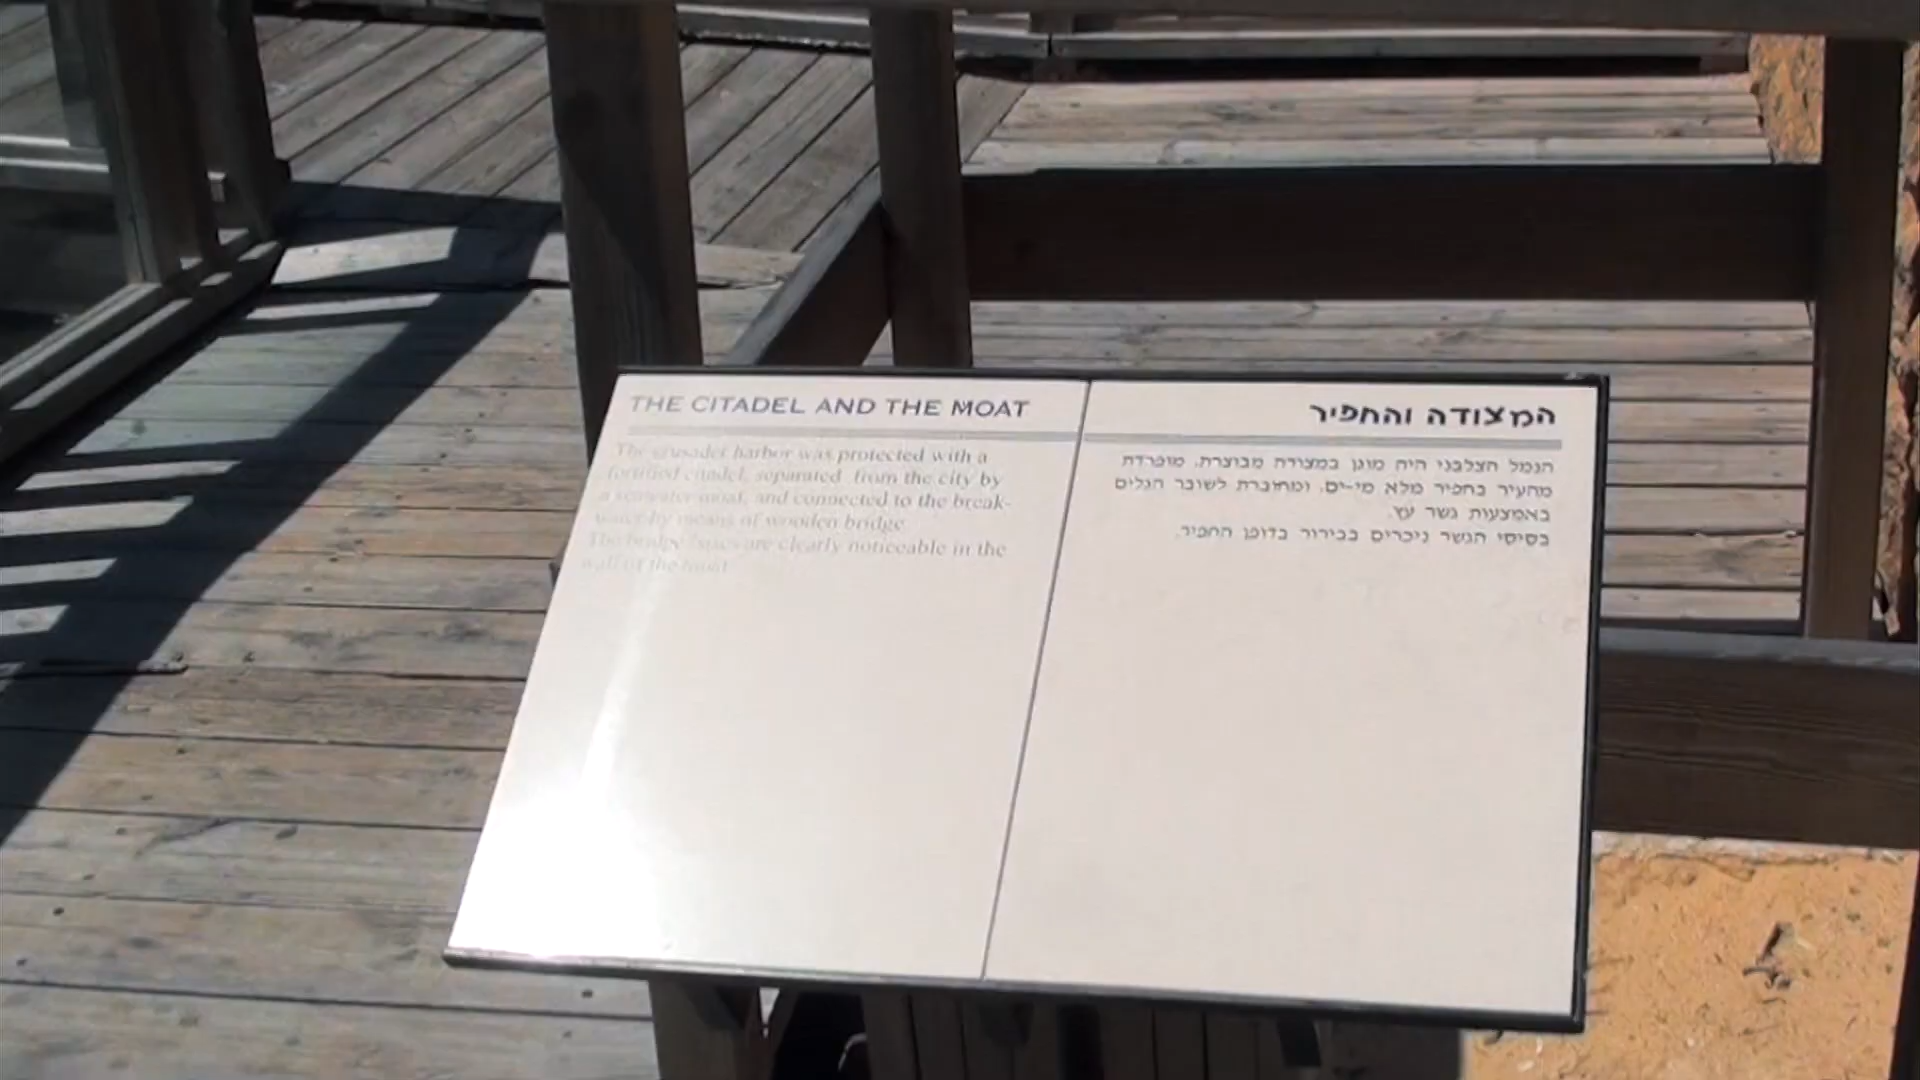 THE CITADEL AND THE MOAT
The crusader harbor was protected with a
fortified citadel, separated from the city by
a seawater moat, and connected to the break-
water by means of wooden bridge.
The bridge bases are clearly noticeable in the
wall of the moat.
המצודה והחפיר
הנמל הצלבני היה מוגן במצודה מבוצרת, מופרדת
מהעיר בחפיר מלא מי-ים, ומחוברת לשובר הגלים
באמצעות גשר עץ.
בסיסי הגשר ניכרים בבירור בדופן החפיר.